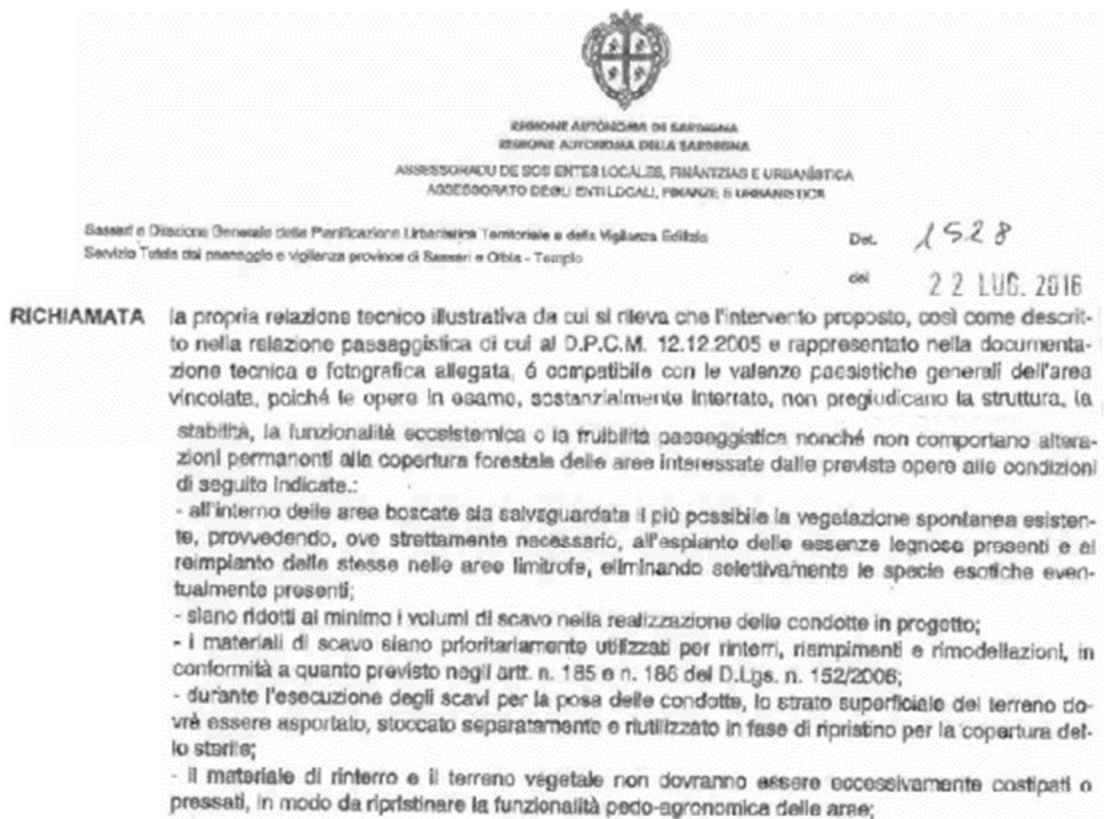 REGIONE AUTÒNOMA DI SARDIGNA
REGIONE AUTONOMA DELLA SARDEGNA
ASSESSORADU DE SOS ENTES LOCALES, FINÀNTZIAS E URBANÌSTICA
ASSESSORATO DEGLI ENTI LOCALI, FINANZE E URBANISTICA
Direzione Generale della Pianificazione Urbanistica Territoriale e della Vigilanza Edilizia
Servizio Tutela del paesaggio e vigilanza province di Sassari e Olbia - Tempio
Det. 1528
del 22 LUG. 2016
RICHIAMATA la propria relazione tecnico illustrativa da cui si rileva che l'intervento proposto, così come descrit-
to nella relazione paesaggistica di cui al D.P.C.M. 12.12.2005 e rappresentato nella documenta-
zione tecnica e fotografica allegata, é compatibile con le valenze paesistiche generali dell'area
vincolata, poiché le opere in esame, sostanzialmente interrate, non pregiudicano la struttura, la
stabilità, la funzionalità ecosistemica o la fruibilità paesaggistica nonché non comportano altera-
zioni permanenti alla copertura forestale delle aree interessate dalle previste opere alle condizioni
di seguito indicate.:
- all'interno delle area boscate sia salvaguardata il più possibile la vegetazione spontanea esisten-
te, provvedendo, ove strettamente necessario, all'espianto delle essenze legnose presenti e al
reimpianto delle stesse nelle aree limitrofe, eliminando selettivamente le specie esotiche even-
tualmente presenti;
- siano ridotti al minimo i volumi di scavo nella realizzazione delle condotte in progetto;
- i materiali di scavo siano prioritariamente utilizzati per rinterri, riempimenti e rimodellazioni, in
conformità a quanto previsto negli artt. n. 185 e n. 186 del D.Lgs. n. 152/2006;
- durante l'esecuzione degli scavi per la posa delle condotte, lo strato superficiale del terreno do-
vrà essere asportato, stoccato separatamente e riutilizzato in fase di ripristino per la copertura del-
lo sterile;
- il materiale di rinterro e il terreno vegetale non dovranno essere eccessivamente costipati o
pressati, in modo da ripristinare la funzionalità pedo-agronomica delle aree;